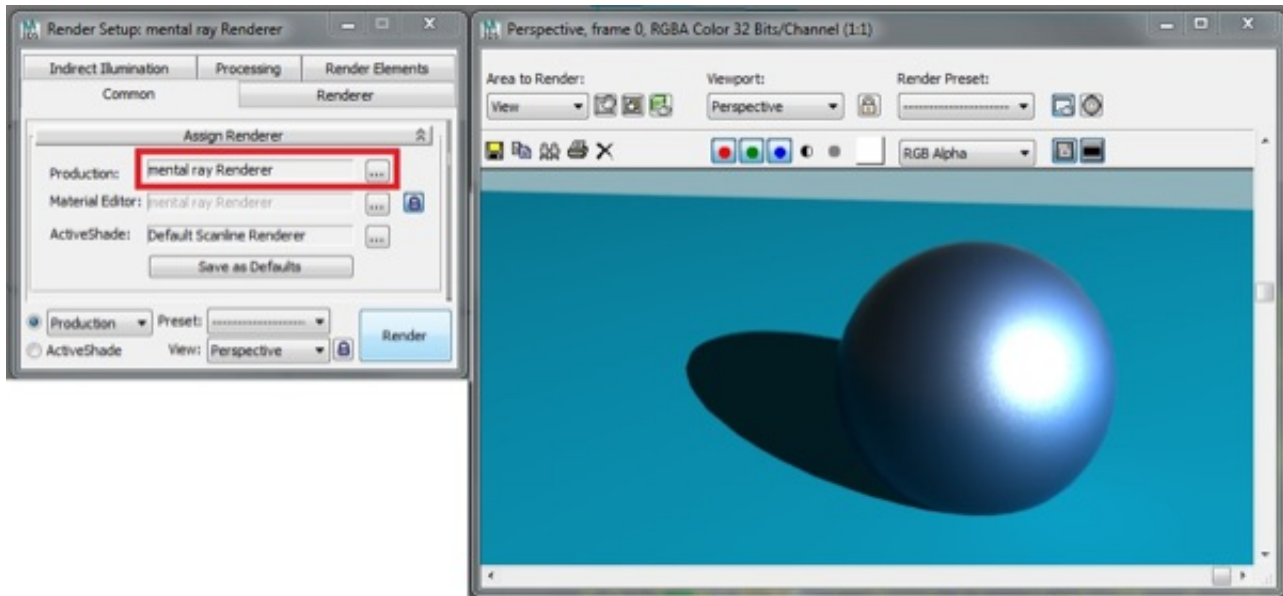 Render Setup: mental ray Renderer
Indirect Illumination Processing Render Elements
Common Renderer
Assign Renderer
Production: mental ray Renderer ...
Material Editor: mental ray Renderer ...
ActiveShade: Default Scanline Renderer ...
Save as Defaults
Production Preset: --------------------
ActiveShade View: Perspective
Render
Perspective, frame 0, RGBA Color 32 Bits/Channel (1:1)
Area to Render: Viewport: Render Preset:
View Perspective --------------------
RGB Alpha